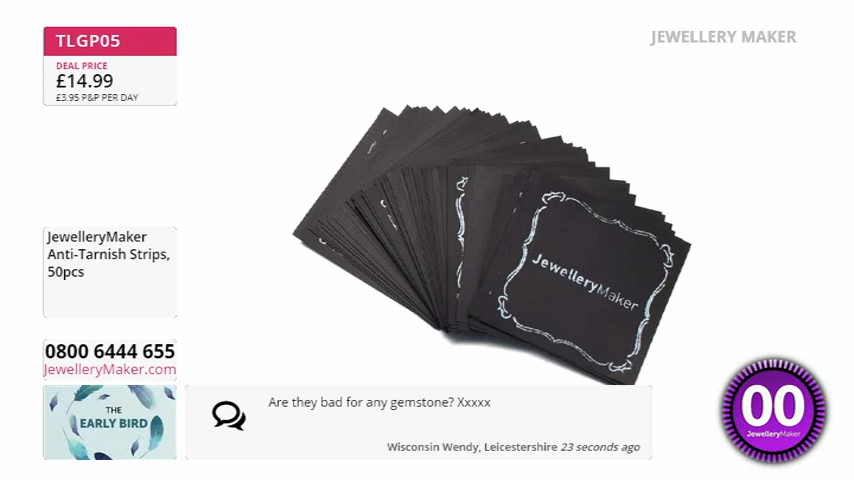 TLGP05
DEAL PRICE
£14.99
£3.95 P&P PER DAY
JEWELLERY MAKER
JewelleryMaker
JewelleryMaker
Anti-Tarnish Strips,
50pcs
0800 6444 655
JewelleryMaker.com
THE
EARLY BIRD
Are they bad for any gemstone? Xxxxx
Wisconsin Wendy, Leicestershire 23 seconds ago
00
JewelleryMaker